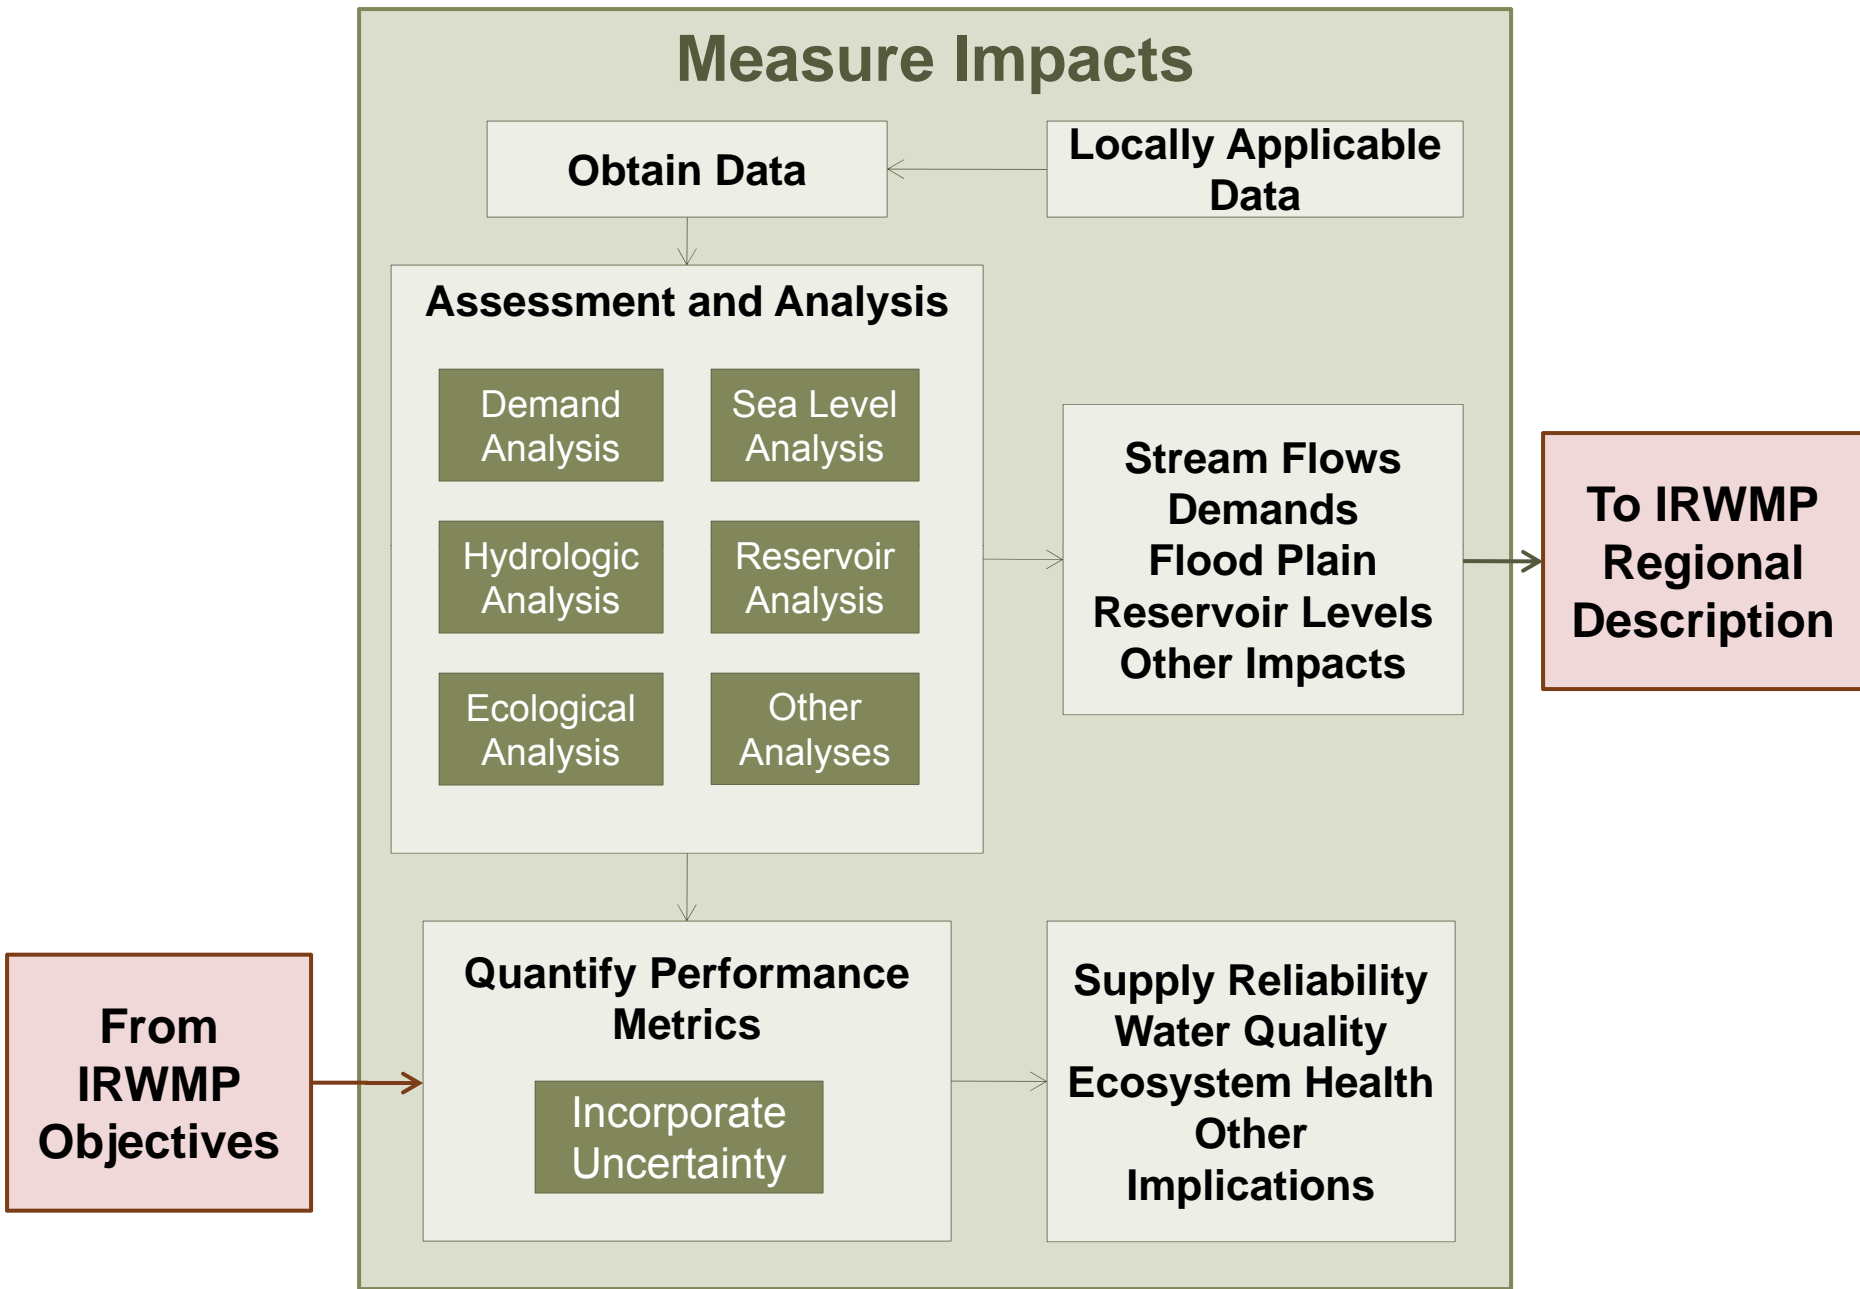 Measure Impacts
Obtain Data
Locally Applicable
Data
Assessment and Analysis
Demand
Analysis
Sea Level
Analysis
Hydrologic
Analysis
Reservoir
Analysis
Ecological
Analysis
Other
Analyses
Stream Flows
Demands
Flood Plain
Reservoir Levels
Other Impacts
To IRWMP
Regional
Description
From
IRWMP
Objectives
Quantify Performance
Metrics
Incorporate
Uncertainty
Supply Reliability
Water Quality
Ecosystem Health
Other
Implications